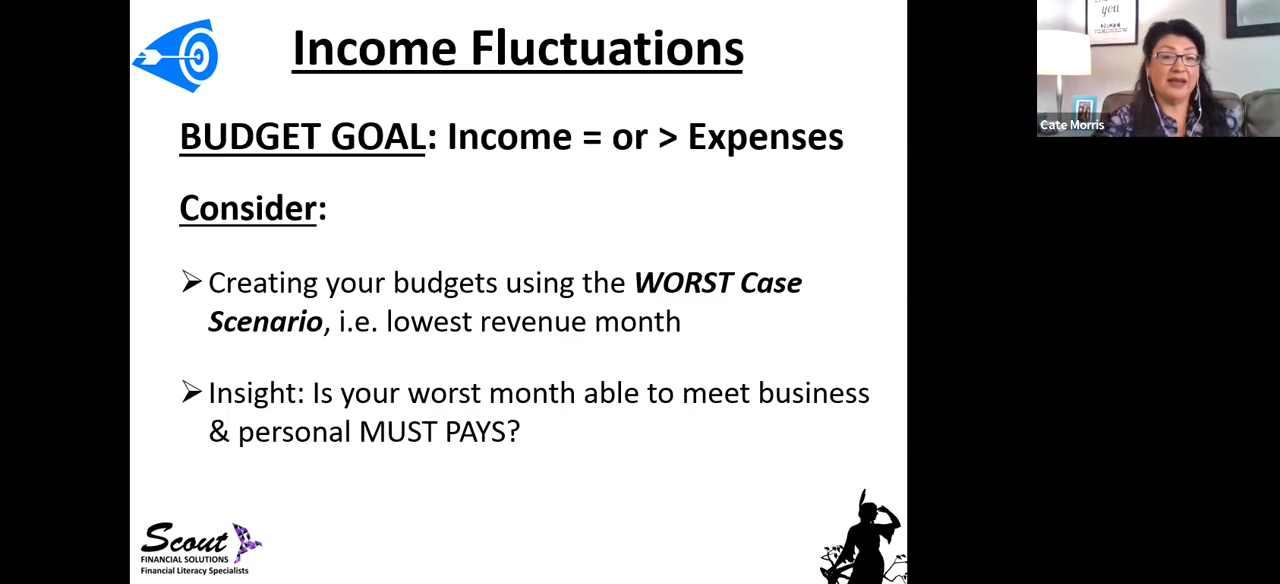 Income Fluctuations
BUDGET GOAL: Income = or > Expenses
Consider:
➢ Creating your budgets using the WORST Case
Scenario, i.e. lowest revenue month
➢ Insight: Is your worst month able to meet business
& personal MUST PAYS?
Scout
FINANCIAL SOLUTIONS
Financial Literacy Specialists
you
Cate Morris